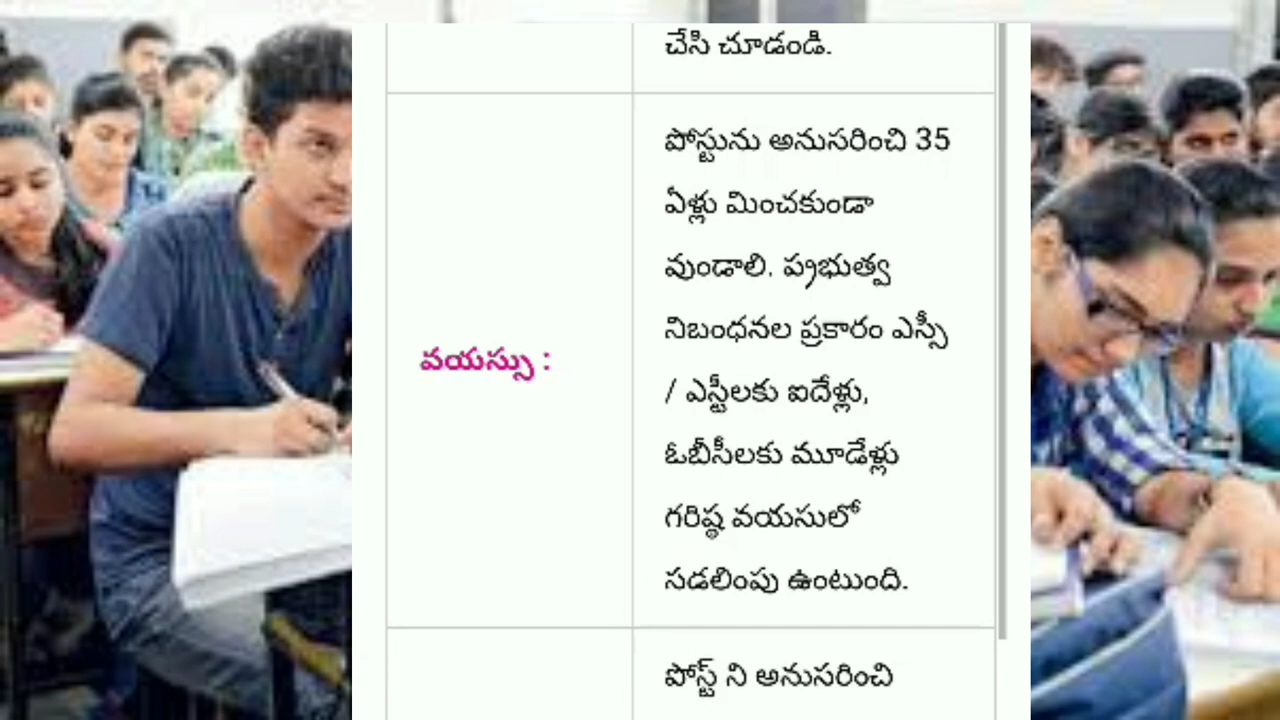 చేసి చూడండి.
పోస్టును అనుసరించి 35
ఏళ్లు మించకుండా
వుండాలి. ప్రభుత్వ
నిబంధనల ప్రకారం ఎస్సీ
వయస్సు :
/ ఎస్టీలకు ఐదేళ్లు,
ఓబీసీలకు మూడేళ్లు
గరిష్ఠ వయసులో
సడలింపు ఉంటుంది.
పోస్ట్ ని అనుసరించి